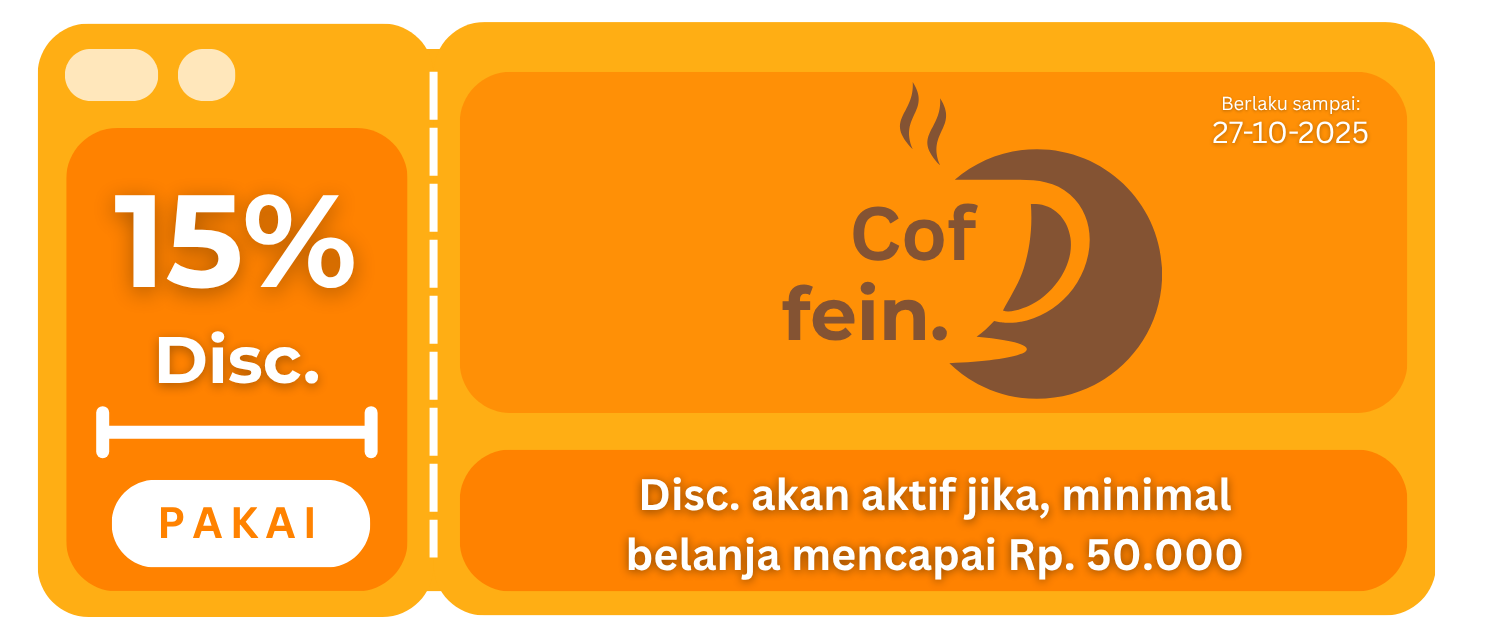 15%
Disc.
PAKAI
Berlaku sampai:
27-10-2025
Cof
fein.
Disc. akan aktif jika, minimal
belanja mencapai Rp. 50.000